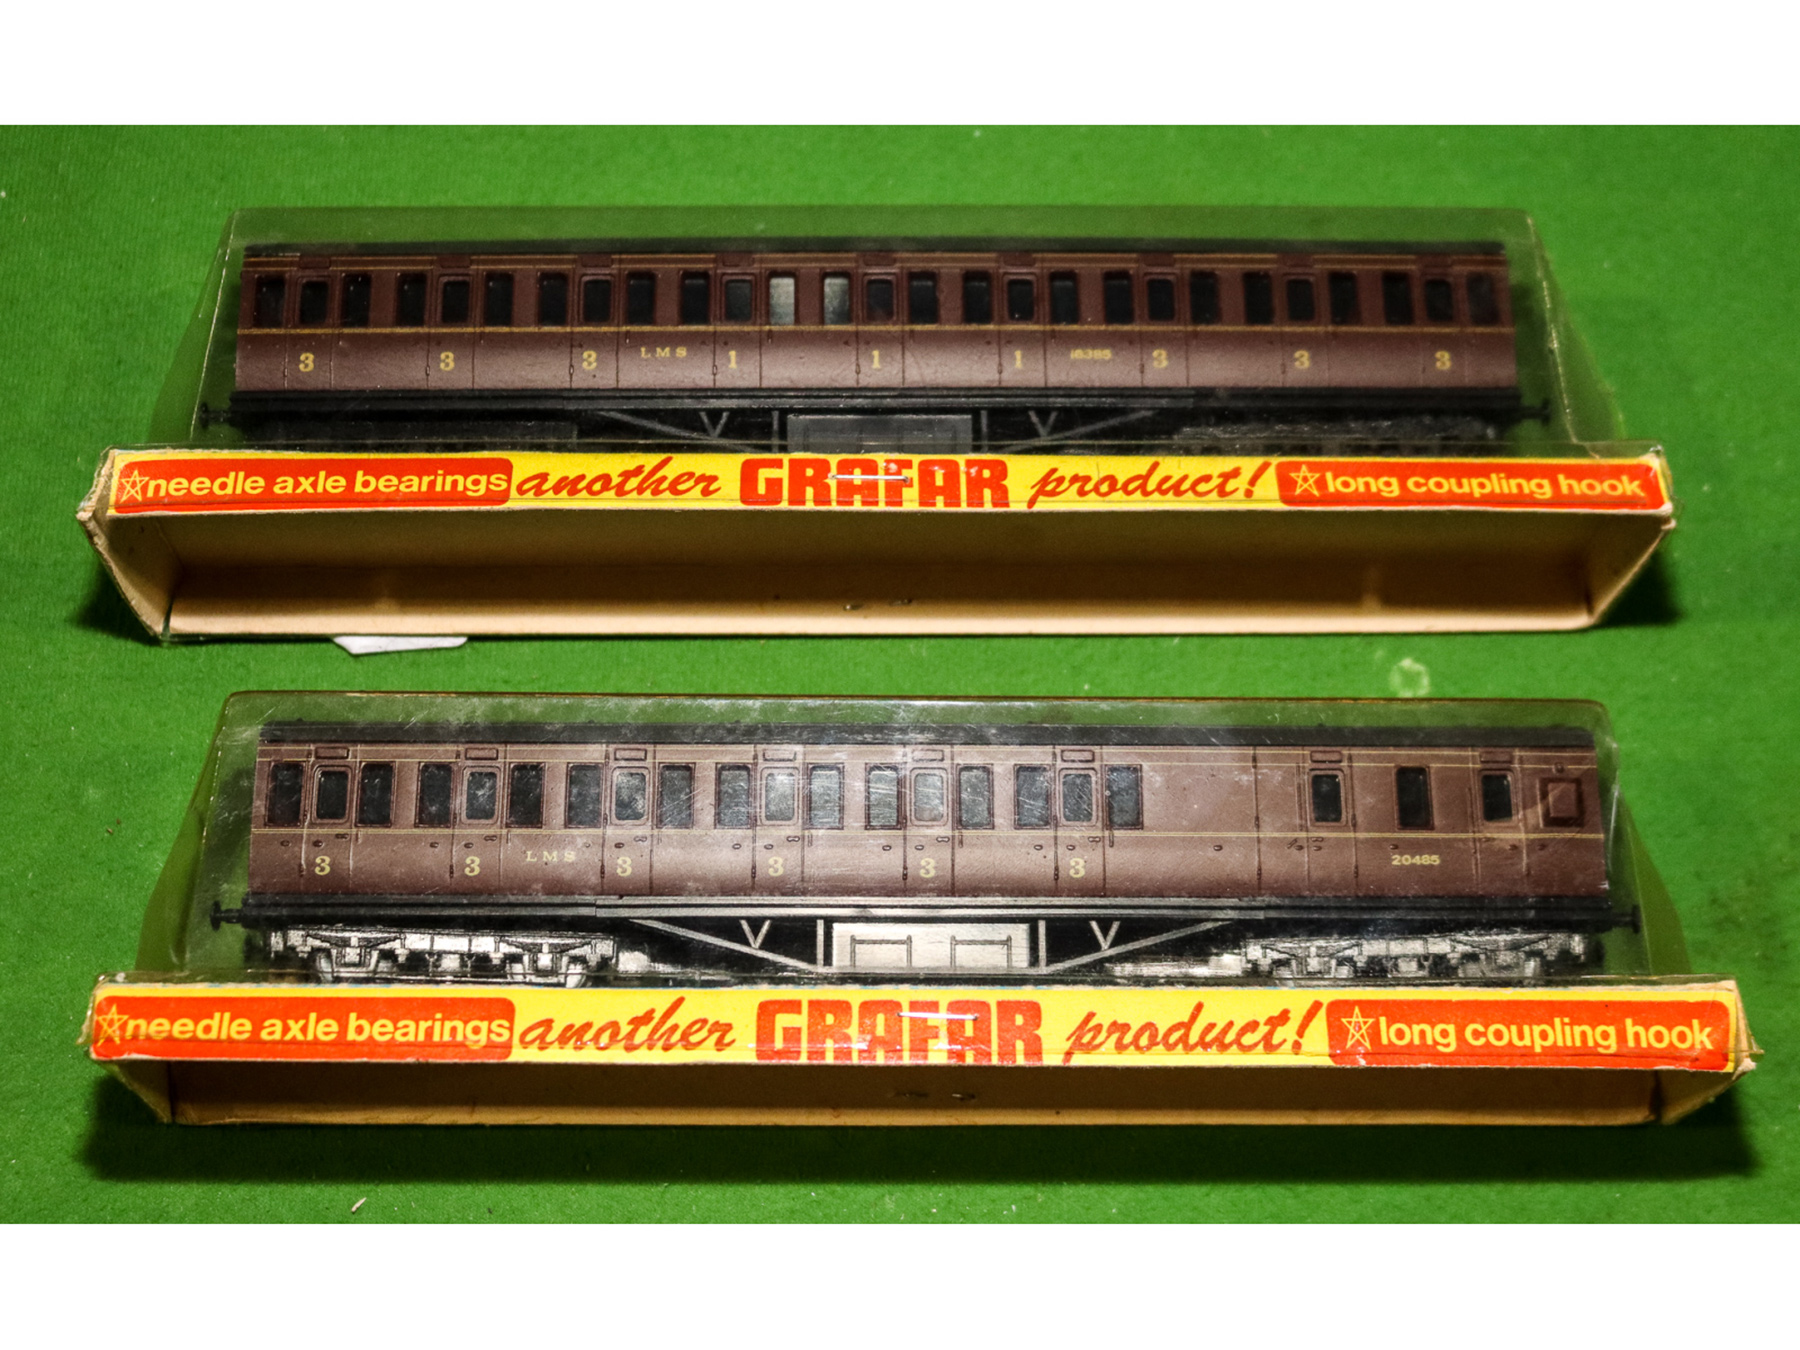 3 3 3 LMS 1 1 1 18385 3 3 3
needle axle bearings another GRAFAR product! long coupling hook
3 3 LMS 3 3 3 3 20485
needle axle bearings another GRAFAR product! long coupling hook